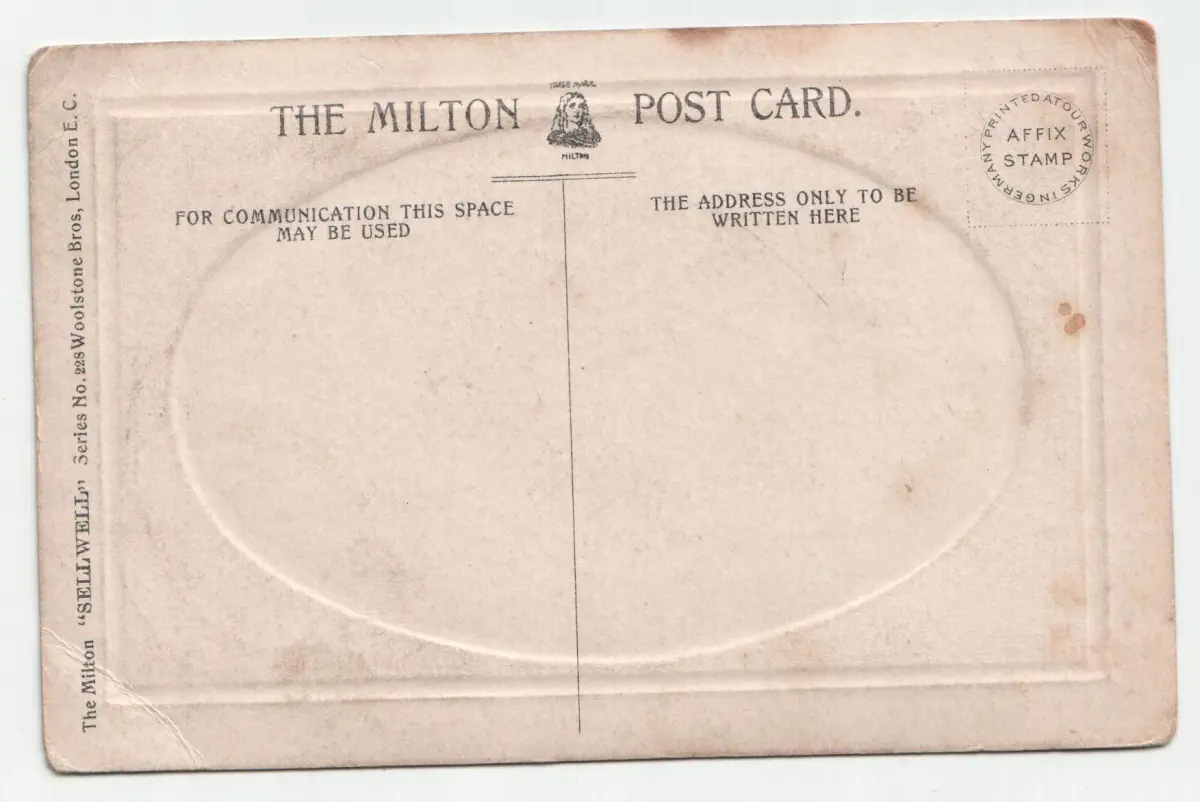 TRADE MARK
THE MILTON POST CARD.
MILTON
FOR COMMUNICATION THIS SPACE
MAY BE USED
THE ADDRESS ONLY TO BE
WRITTEN HERE
PRINTED AT OUR WORKS IN GERMANY
AFFIX
STAMP
The Milton "SELLWELL" Series No. 228 Woolstone Bros, London E. C.